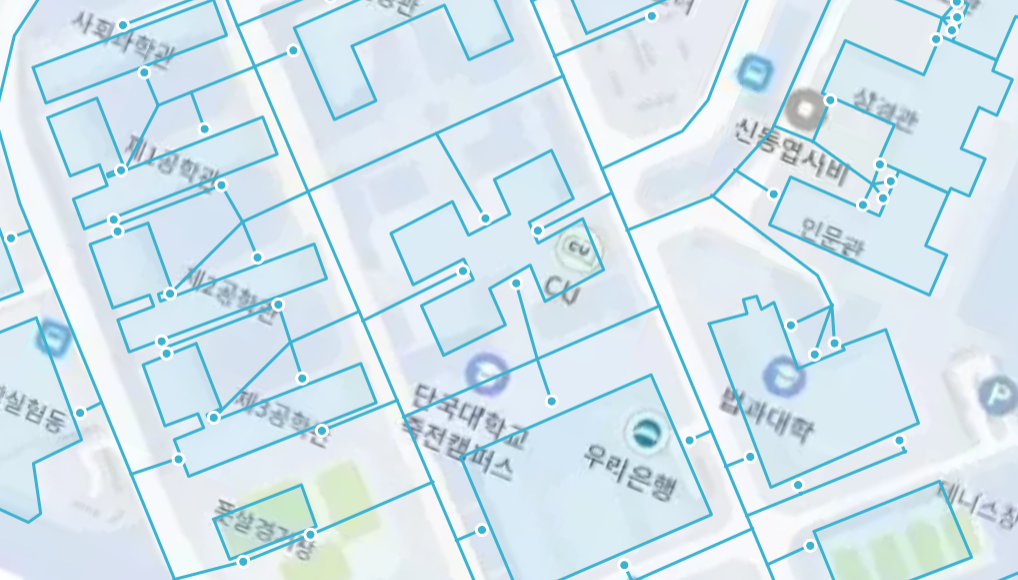 사회과학관
제1공학관
신동엽시비
상경관
인문관
제2공학관
CU
CU
단국대학교
죽전캠퍼스
법과대학
P
실험동
제3공학관
우리은행
풋살경기장
테니스장